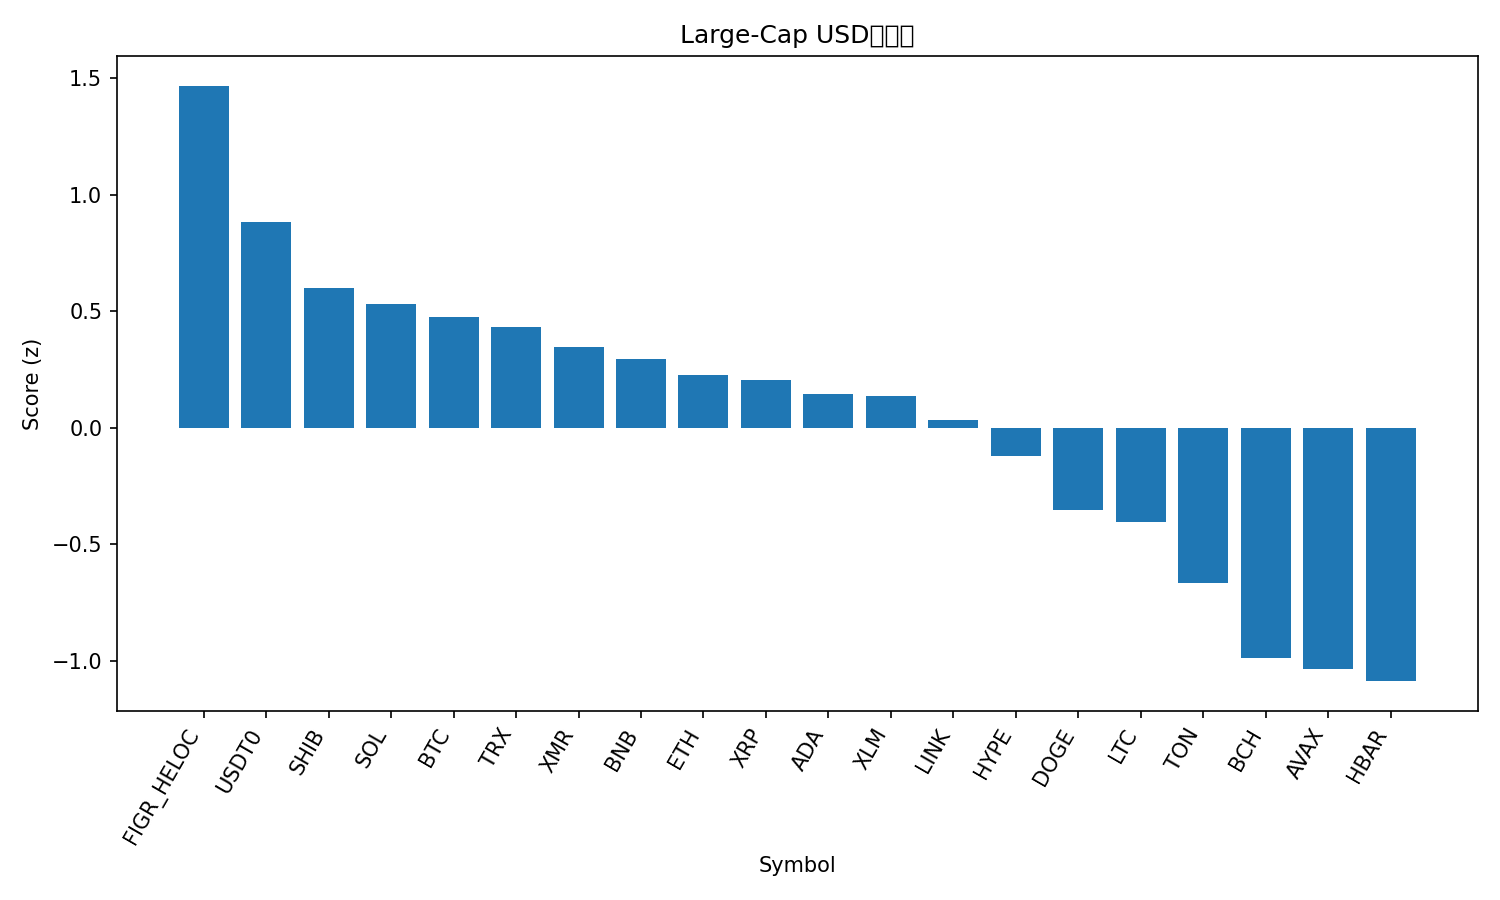 Large-Cap USD
1.5
1.0
0.5
0.0
−0.5
−1.0
Score (z)
FIGR_HELOC
USDT0
SHIB
SOL
BTC
TRX
XMR
BNB
ETH
XRP
ADA
XLM
LINK
HYPE
DOGE
LTC
TON
BCH
AVAX
HBAR
Symbol